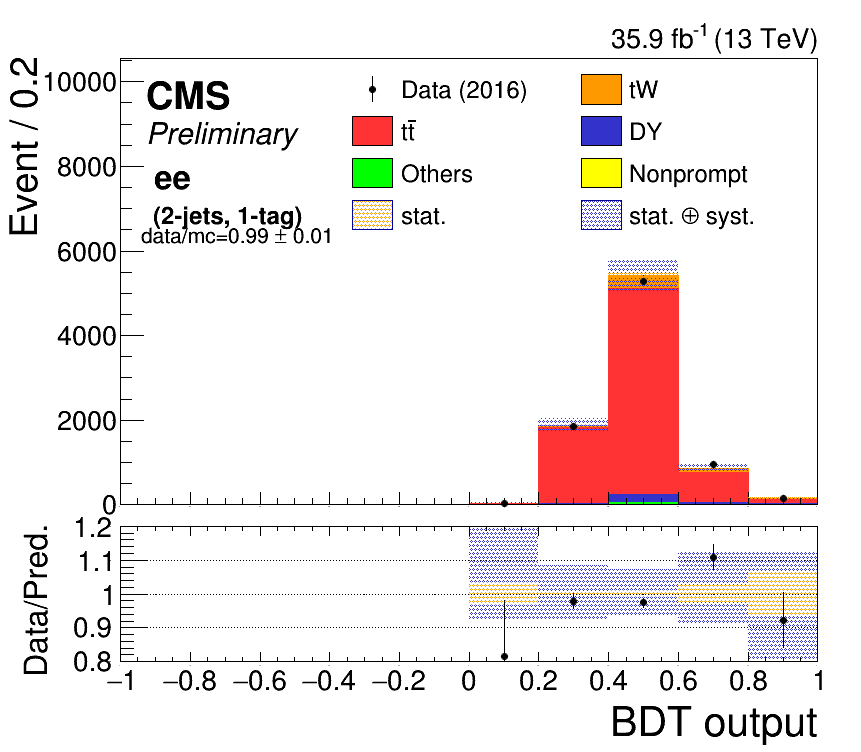 35.9 fb⁻¹ (13 TeV)
Event / 0.2
10000
8000
6000
4000
2000
0
CMS
Preliminary
ee
(2-jets, 1-tag)
data/mc=0.99 ± 0.01
Data (2016)
tW
tt̄
DY
Others
Nonprompt
stat.
stat. ⊕ syst.
Data/Pred.
1.2
1.1
1
0.9
0.8
−1 −0.8 −0.6 −0.4 −0.2 0 0.2 0.4 0.6 0.8 1
BDT output